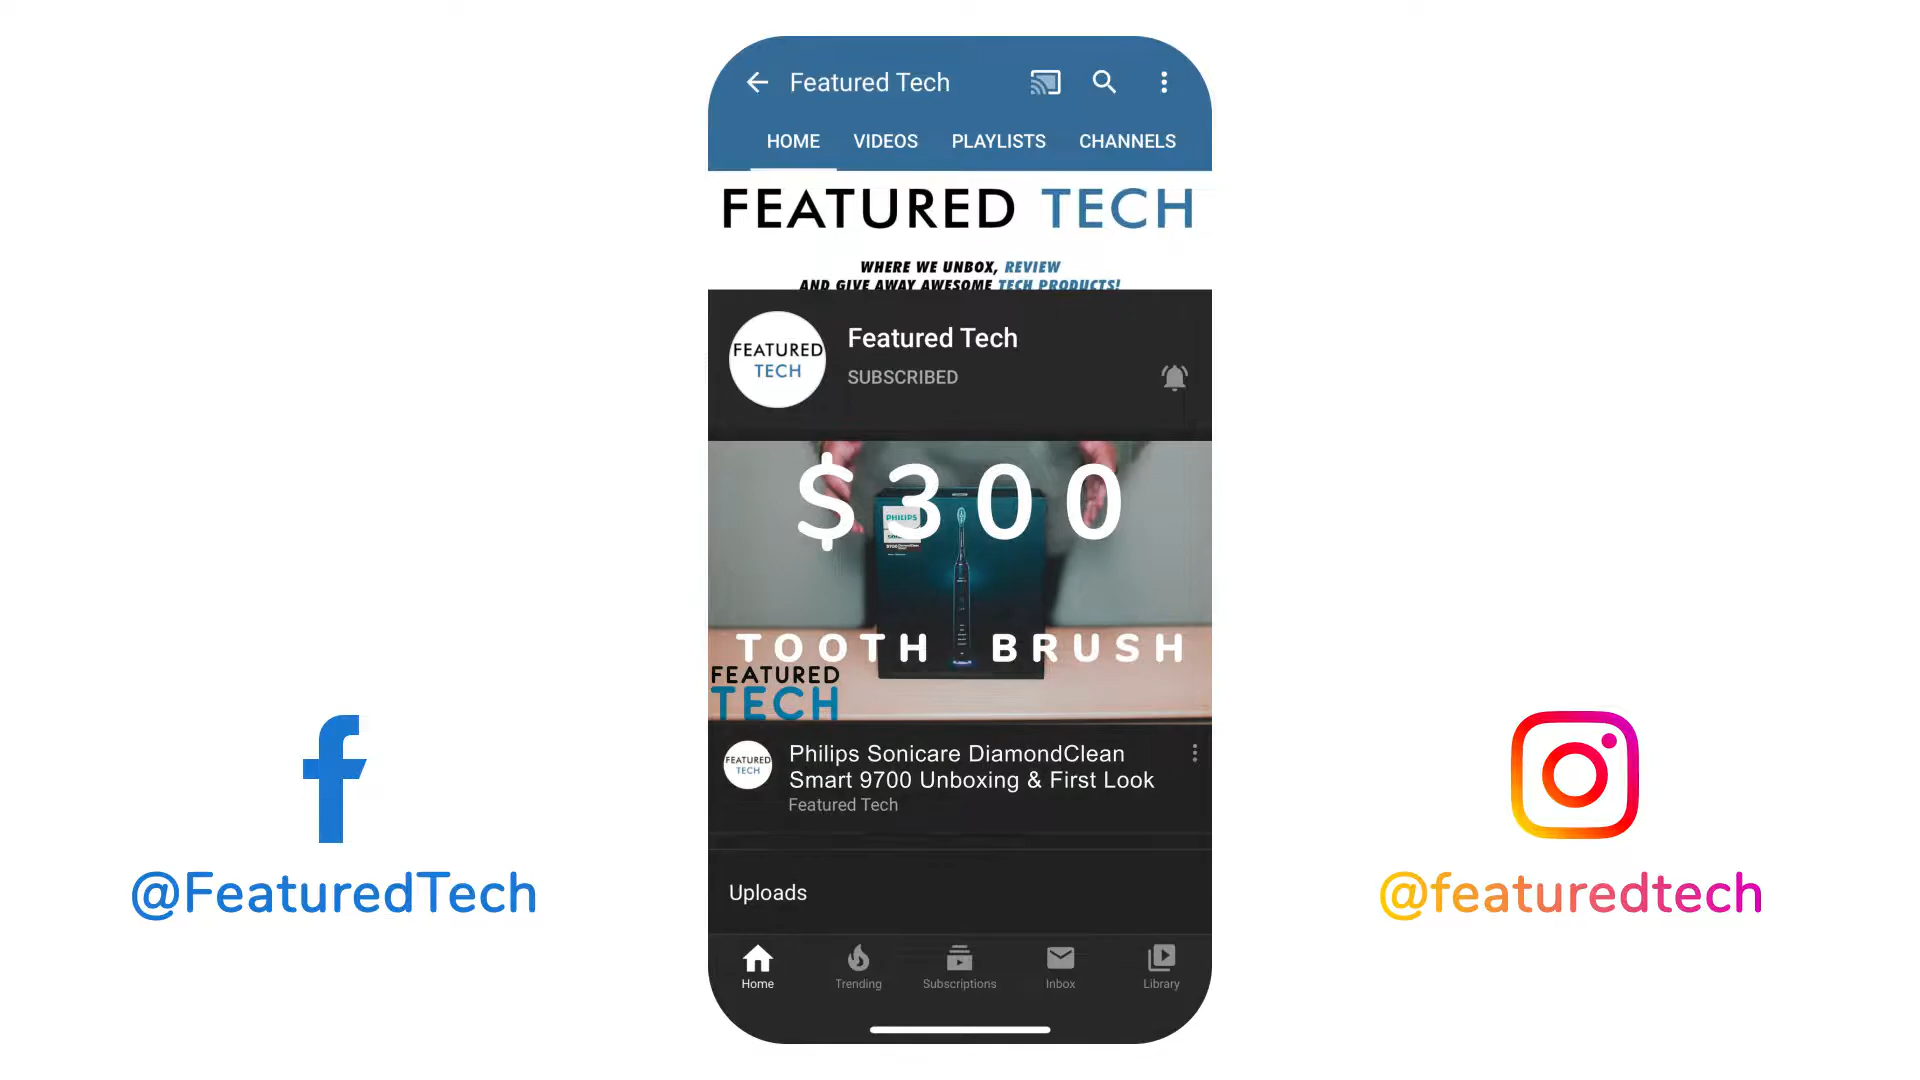 Featured Tech
HOME VIDEOS PLAYLISTS CHANNELS
FEATURED TECH
WHERE WE UNBOX, REVIEW
AND GIVE AWAY AWESOME TECH PRODUCTS!
FEATURED
TECH
Featured Tech
SUBSCRIBED
$300
PHILIPS
TOOTH BRUSH
FEATURED
TECH
FEATURED
TECH
Philips Sonicare DiamondClean
Smart 9700 Unboxing & First Look
Featured Tech
@FeaturedTech
@featuredtech
Uploads
Home Trending Subscriptions Inbox Library